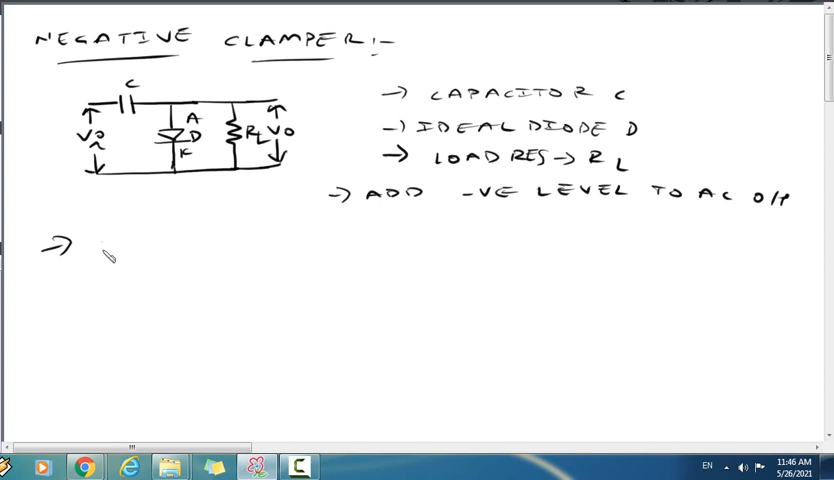 NEGATIVE CLAMPER :-
C
→ CAPACITOR C
A
Vo
D
RL
Vo
→ IDEAL DIODE D
K
→ LOAD RES → RL
→ ADD -VE LEVEL TO AC O/P
→
EN
11:46 AM
5/26/2021